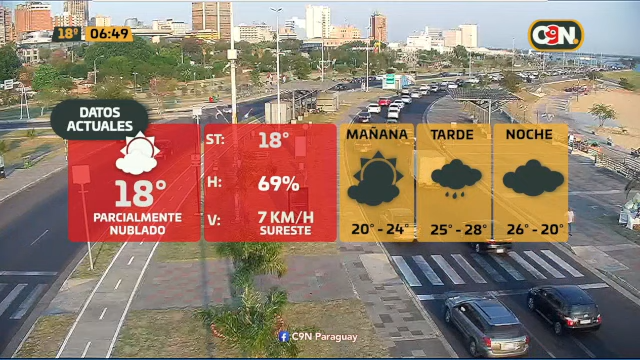 18° 06:49
C9N
DATOS
ACTUALES
18°
PARCIALMENTE
NUBLADO
ST: 18°
H: 69%
V: 7 KM/H
SURESTE
MAÑANA
20° - 24°
TARDE
25° - 28°
NOCHE
26° - 20°
C9N Paraguay